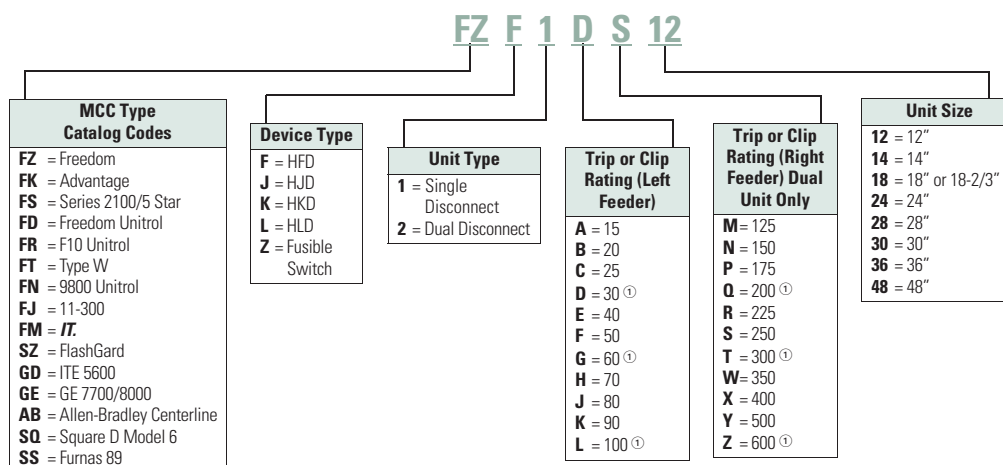 FZ F 1 D S 12
MCC Type
Catalog Codes
FZ = Freedom
FK = Advantage
FS = Series 2100/5 Star
FD = Freedom Unitrol
FR = F10 Unitrol
FT = Type W
FN = 9800 Unitrol
FJ = 11-300
FM = IT.
SZ = FlashGard
GD = ITE 5600
GE = GE 7700/8000
AB = Allen-Bradley Centerline
SQ = Square D Model 6
SS = Furnas 89
Device Type
F = HFD
J = HJD
K = HKD
L = HLD
Z = Fusible
Switch
Unit Type
1 = Single
Disconnect
2 = Dual Disconnect
Trip or Clip
Rating (Left
Feeder)
A = 15
B = 20
C = 25
D = 30 ①
E = 40
F = 50
G = 60 ①
H = 70
J = 80
K = 90
L = 100 ①
Trip or Clip
Rating (Right
Feeder) Dual
Unit Only
M = 125
N = 150
P = 175
Q = 200 ①
R = 225
S = 250
T = 300 ①
W = 350
X = 400
Y = 500
Z = 600 ①
Unit Size
12 = 12″
14 = 14″
18 = 18″ or 18-2/3″
24 = 24″
28 = 28″
30 = 30″
36 = 36″
48 = 48″